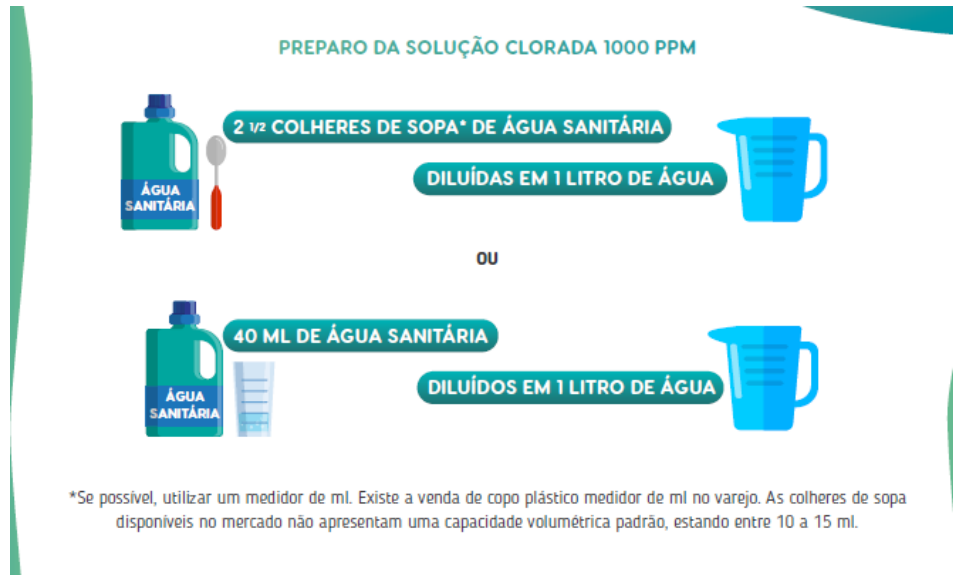 PREPARO DA SOLUÇÃO CLORADA 1000 PPM
2 1/2 COLHERES DE SOPA* DE ÁGUA SANITÁRIA
DILUÍDAS EM 1 LITRO DE ÁGUA
ÁGUA
SANITÁRIA
OU
40 ML DE ÁGUA SANITÁRIA
DILUÍDOS EM 1 LITRO DE ÁGUA
ÁGUA
SANITÁRIA
*Se possível, utilizar um medidor de ml. Existe a venda de copo plástico medidor de ml no varejo. As colheres de sopa
disponíveis no mercado não apresentam uma capacidade volumétrica padrão, estando entre 10 a 15 ml.